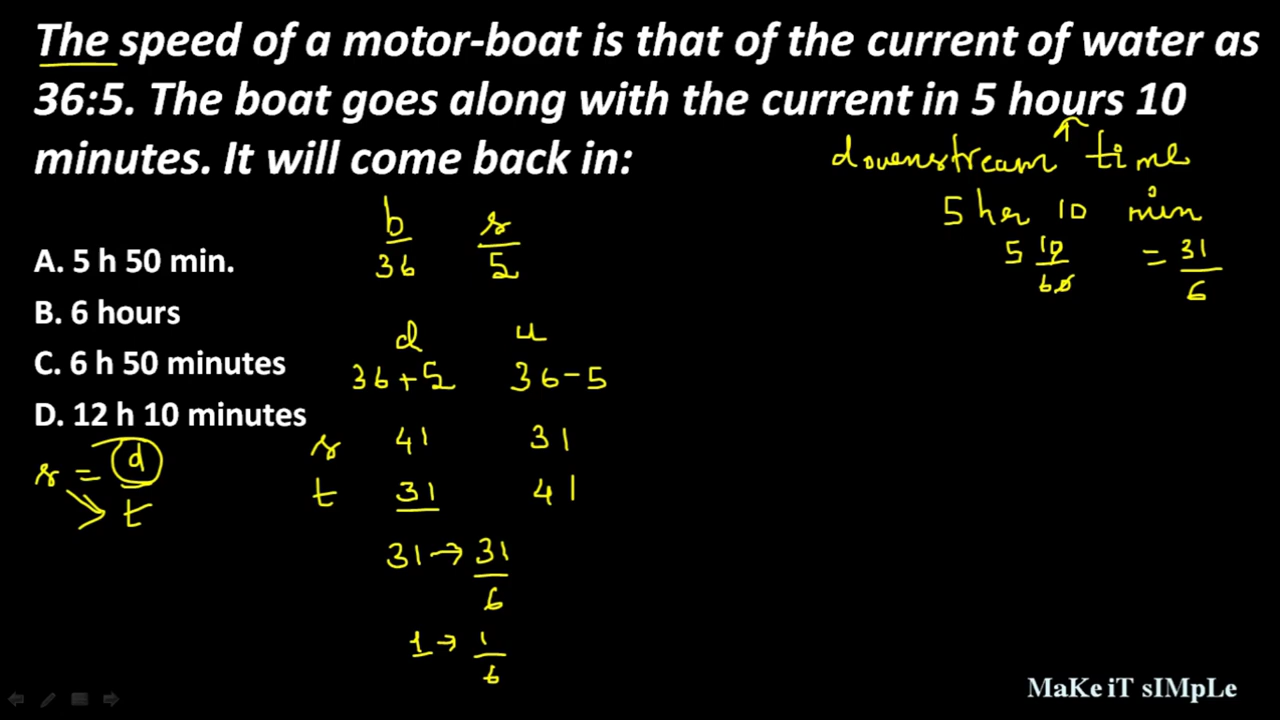 The speed of a motor-boat is that of the current of water as
36:5. The boat goes along with the current in 5 hours 10
minutes. It will come back in:
downstream time
5 hr 10 min
5 10/60 = 31/6
b s
36 5
A. 5 h 50 min.
B. 6 hours
C. 6 h 50 minutes
D. 12 h 10 minutes
d u
36+5 36-5
s 41 31
t 31 41
s = d/t
31 → 31/6
1 → 1/6
MaKe iT sIMpLe